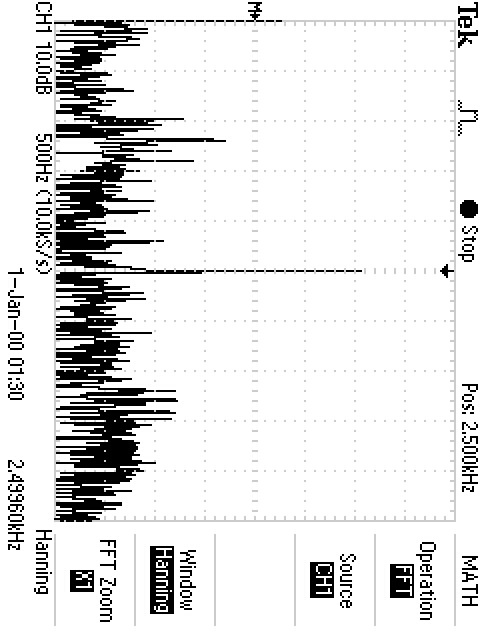 Tek
Stop
Pos: 2.500kHz
MATH
Operation
FFT
Source
CH1
Window
Hanning
FFT Zoom
X1
M
CH1 10.0dB
500Hz (10.0kS/s)
Hanning
1-Jan-00 01:30
2.49960kHz